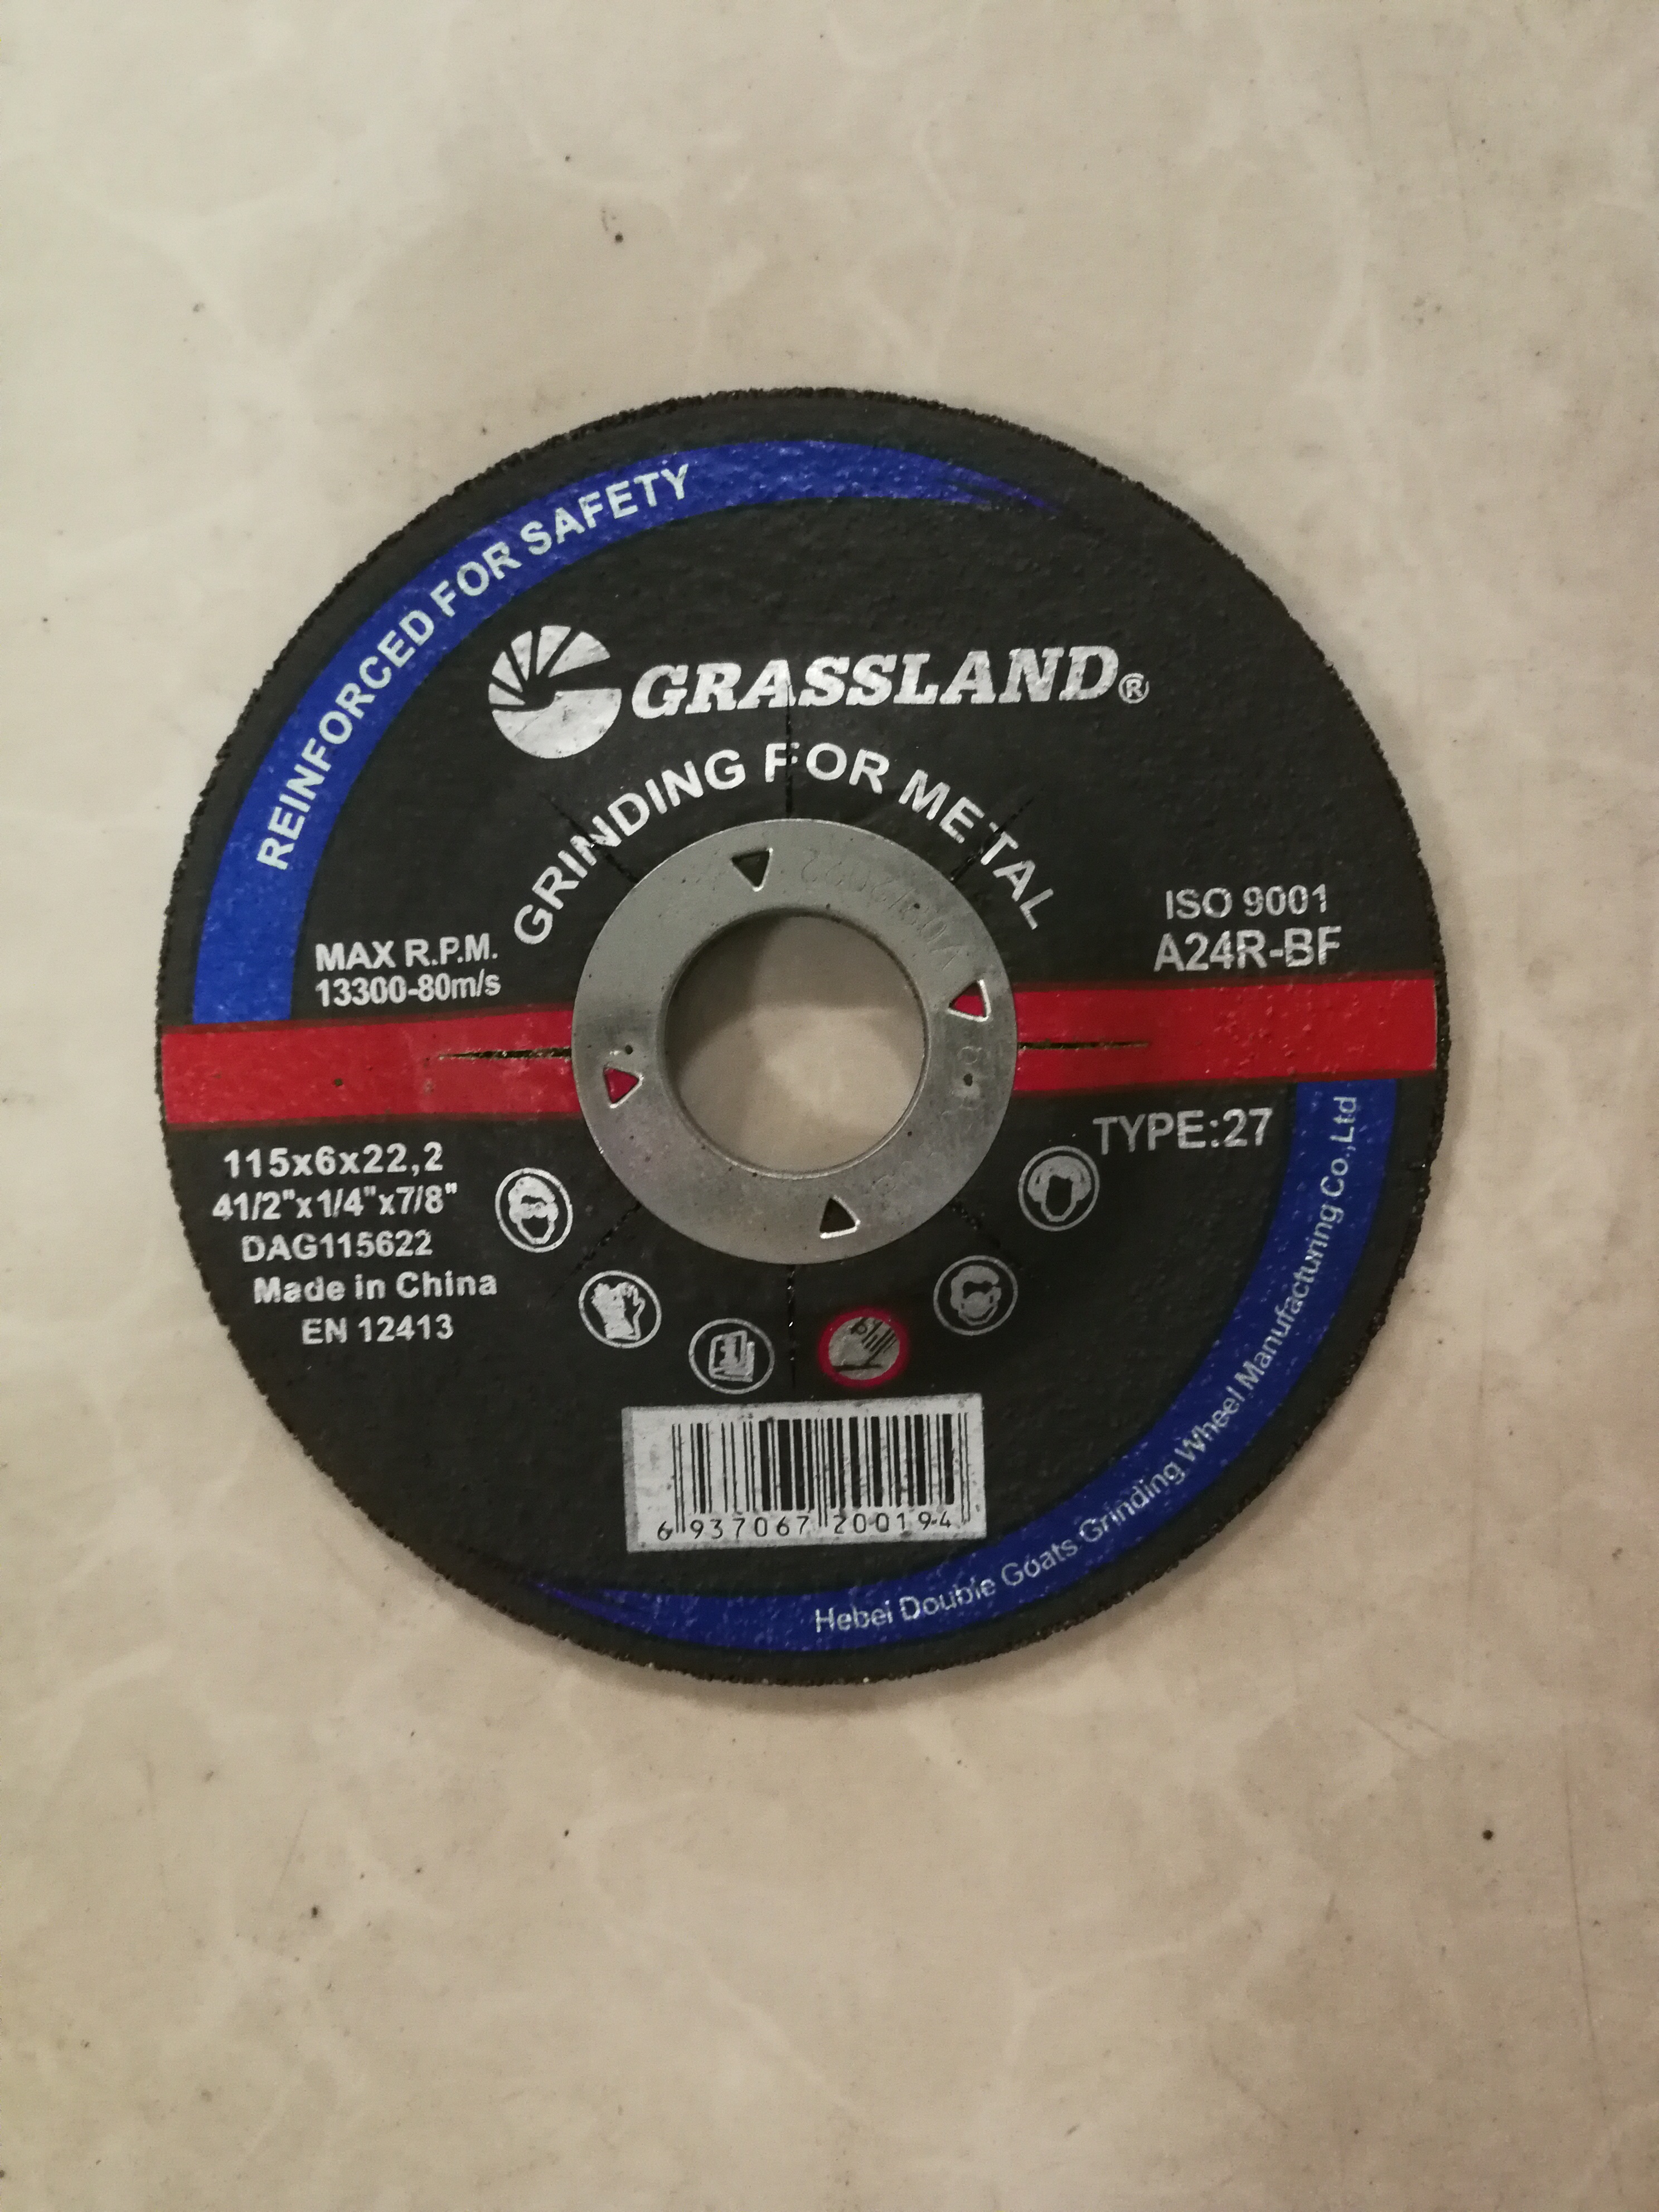 REINFORCED FOR SAFETY
GRASSLAND®
GRINDING FOR METAL
MAX R.P.M.
13300-80m/s
ISO 9001
A24R-BF
115x6x22,2
41/2"x1/4"x7/8"
DAG115622
Made in China
EN 12413
TYPE:27
6 937067 200194
Hebei Double Goats Grinding Wheel Manufacturing Co.,Ltd